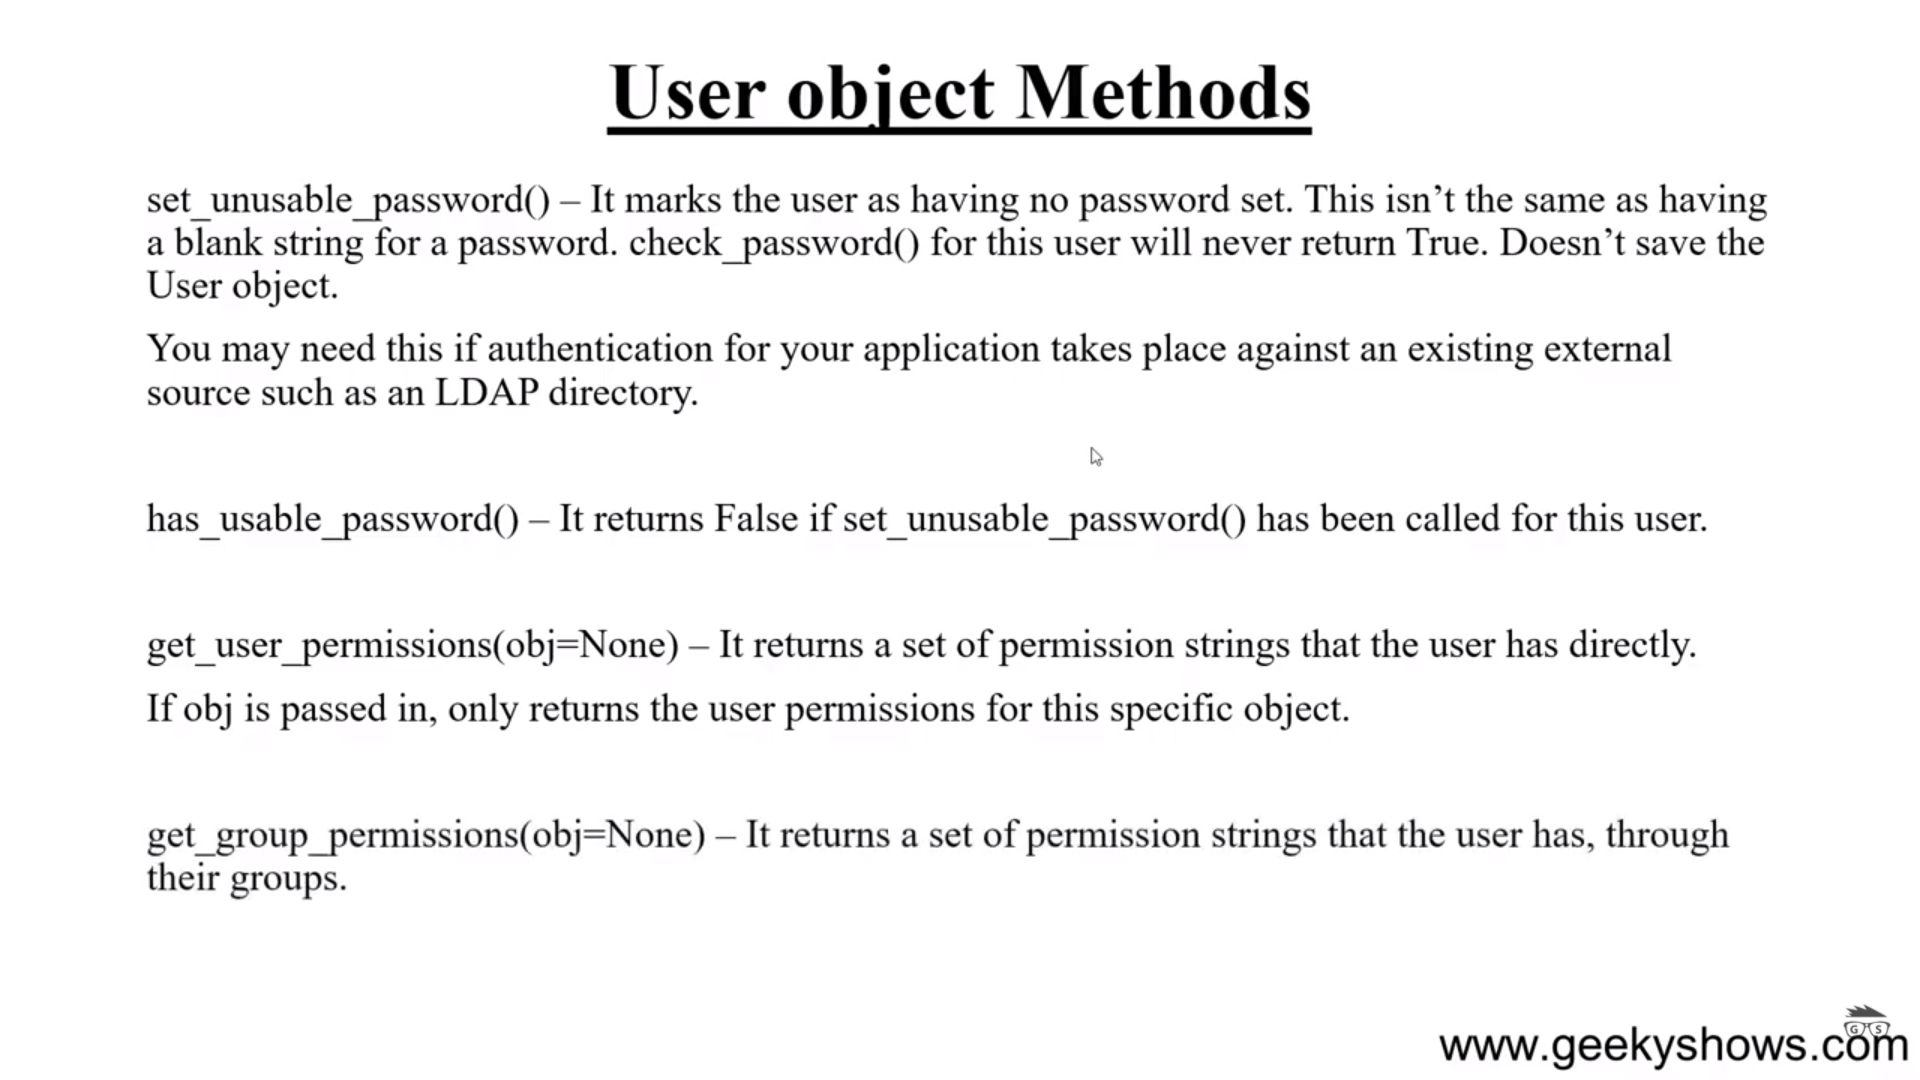 User object Methods
set_unusable_password() – It marks the user as having no password set. This isn’t the same as having
a blank string for a password. check_password() for this user will never return True. Doesn’t save the
User object.
You may need this if authentication for your application takes place against an existing external
source such as an LDAP directory.
has_usable_password() – It returns False if set_unusable_password() has been called for this user.
get_user_permissions(obj=None) – It returns a set of permission strings that the user has directly.
If obj is passed in, only returns the user permissions for this specific object.
get_group_permissions(obj=None) – It returns a set of permission strings that the user has, through
their groups.
G S
www.geekyshows.com